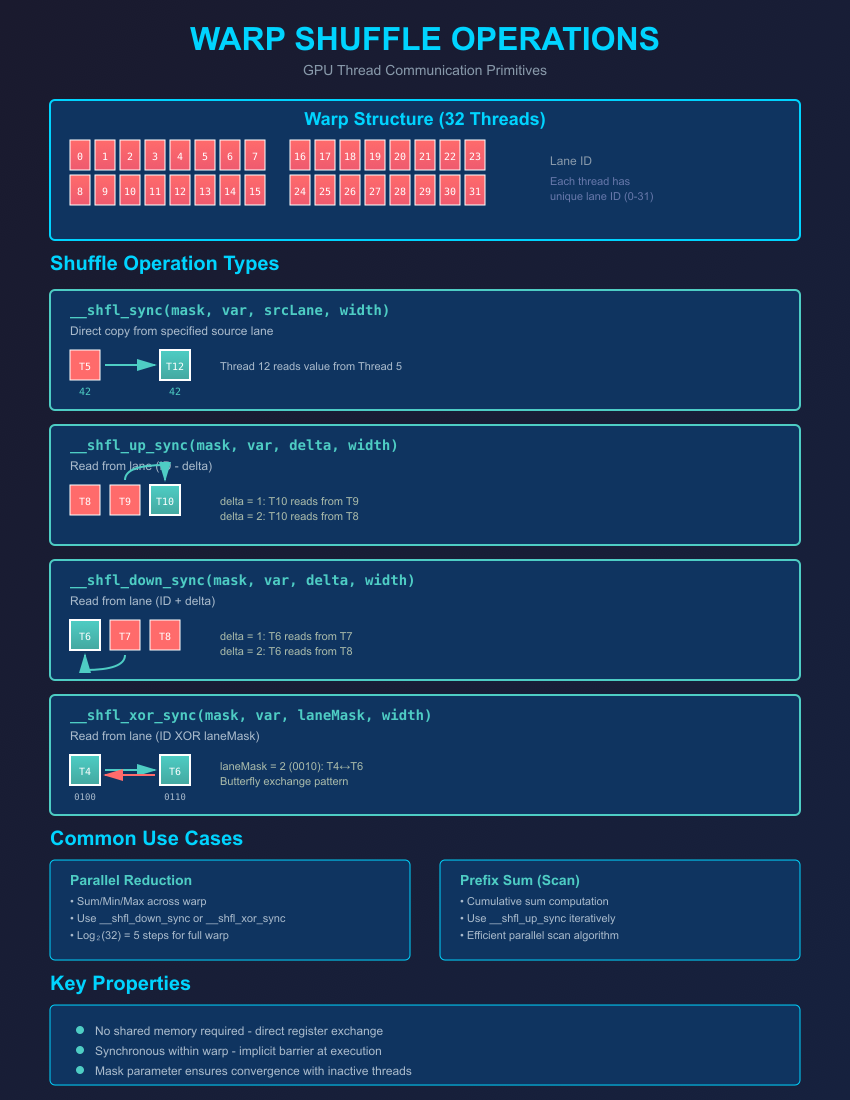 WARP SHUFFLE OPERATIONS
GPU Thread Communication Primitives
Warp Structure (32 Threads)
0 1 2 3 4 5 6 7 16 17 18 19 20 21 22 23
8 9 10 11 12 13 14 15 24 25 26 27 28 29 30 31
Lane ID
Each thread has
unique lane ID (0-31)
Shuffle Operation Types
__shfl_sync(mask, var, srcLane, width)
Direct copy from specified source lane
T5 T12 Thread 12 reads value from Thread 5
42 42
__shfl_up_sync(mask, var, delta, width)
Read from lane ( - delta)
T8 T9 T10
delta = 1: T10 reads from T9
delta = 2: T10 reads from T8
__shfl_down_sync(mask, var, delta, width)
Read from lane (ID + delta)
T6 T7 T8
delta = 1: T6 reads from T7
delta = 2: T6 reads from T8
__shfl_xor_sync(mask, var, laneMask, width)
Read from lane (ID XOR laneMask)
T4 T6
0100 0110
laneMask = 2 (0010): T4↔T6
Butterfly exchange pattern
Common Use Cases
Parallel Reduction
• Sum/Min/Max across warp
• Use __shfl_down_sync or __shfl_xor_sync
• Log₂(32) = 5 steps for full warp
Prefix Sum (Scan)
• Cumulative sum computation
• Use __shfl_up_sync iteratively
• Efficient parallel scan algorithm
Key Properties
No shared memory required - direct register exchange
Synchronous within warp - implicit barrier at execution
Mask parameter ensures convergence with inactive threads